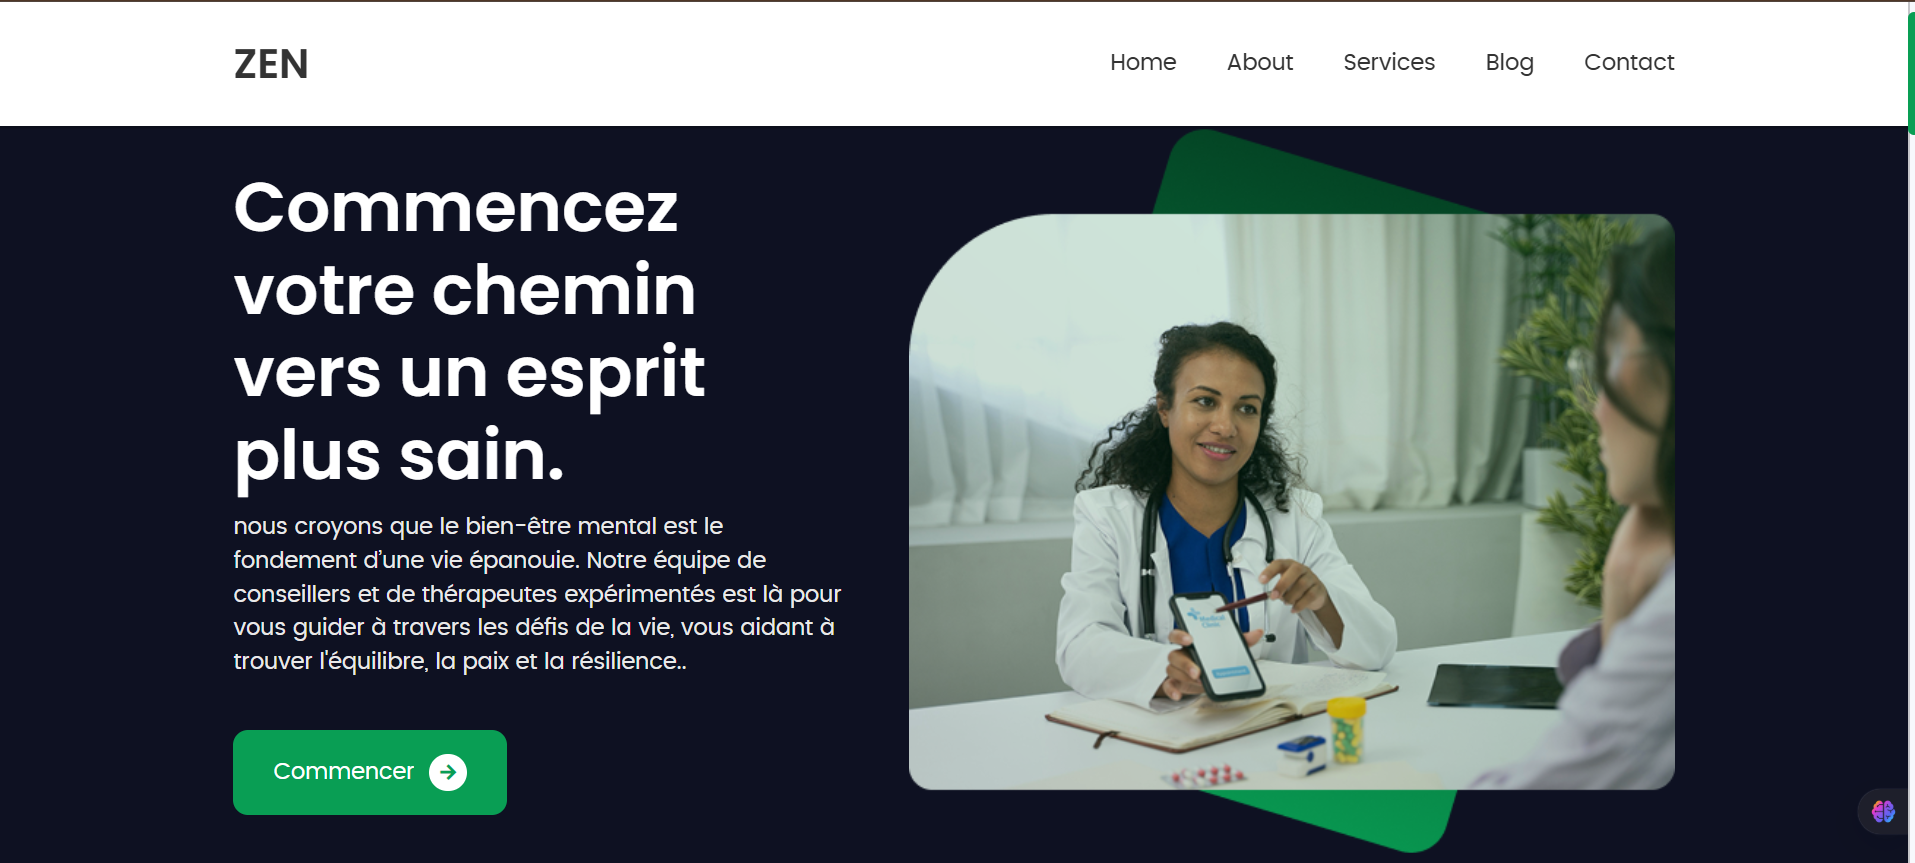 ZEN
Home About Services Blog Contact
Commencez
votre chemin
vers un esprit
plus sain.
nous croyons que le bien-être mental est le
fondement d’une vie épanouie. Notre équipe de
conseillers et de thérapeutes expérimentés est là pour
vous guider à travers les défis de la vie, vous aidant à
trouver l'équilibre, la paix et la résilience..
Commencer
Medical
Clinic